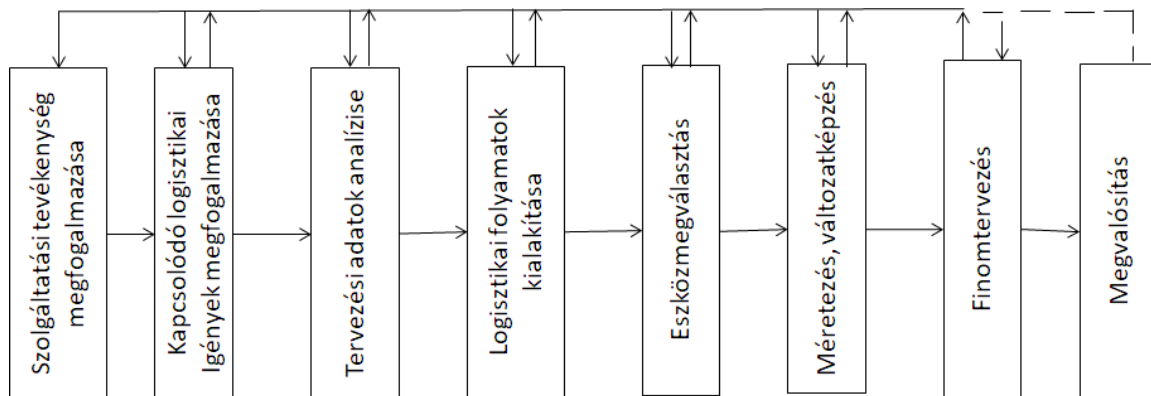 Szolgáltatási tevékenység
megfogalmazása
Kapcsolódó logisztikai
Igények megfogalmazása
Tervezési adatok analízise
Logisztikai folyamatok
kialakítása
Eszközmegválasztás
Méretezés, változatképzés
Finomtervezés
Megvalósítás